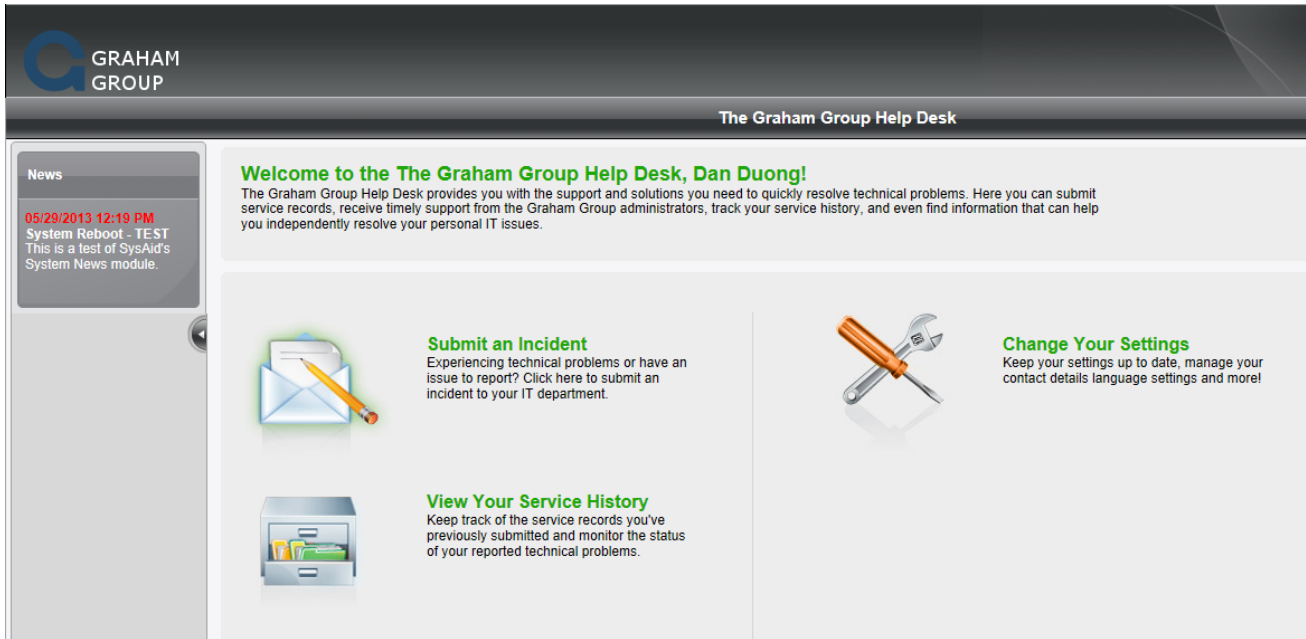 GRAHAM
GROUP
The Graham Group Help Desk
News
05/29/2013 12:19 PM
System Reboot - TEST
This is a test of SysAid's
System News module.
Welcome to the The Graham Group Help Desk, Dan Duong!
The Graham Group Help Desk provides you with the support and solutions you need to quickly resolve technical problems. Here you can submit
service records, receive timely support from the Graham Group administrators, track your service history, and even find information that can help
you independently resolve your personal IT issues.
Submit an Incident
Experiencing technical problems or have an
issue to report? Click here to submit an
incident to your IT department.
Change Your Settings
Keep your settings up to date, manage your
contact details language settings and more!
View Your Service History
Keep track of the service records you've
previously submitted and monitor the status
of your reported technical problems.